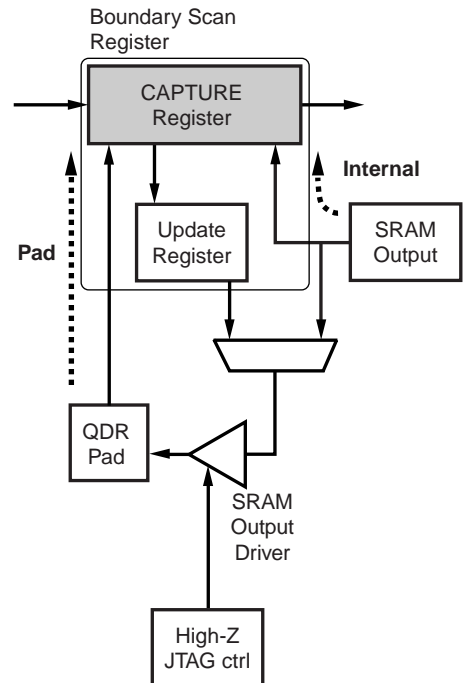 Boundary Scan
Register
CAPTURE
Register
Internal
Update
Register
SRAM
Output
Pad
QDR
Pad
SRAM
Output
Driver
High-Z
JTAG ctrl